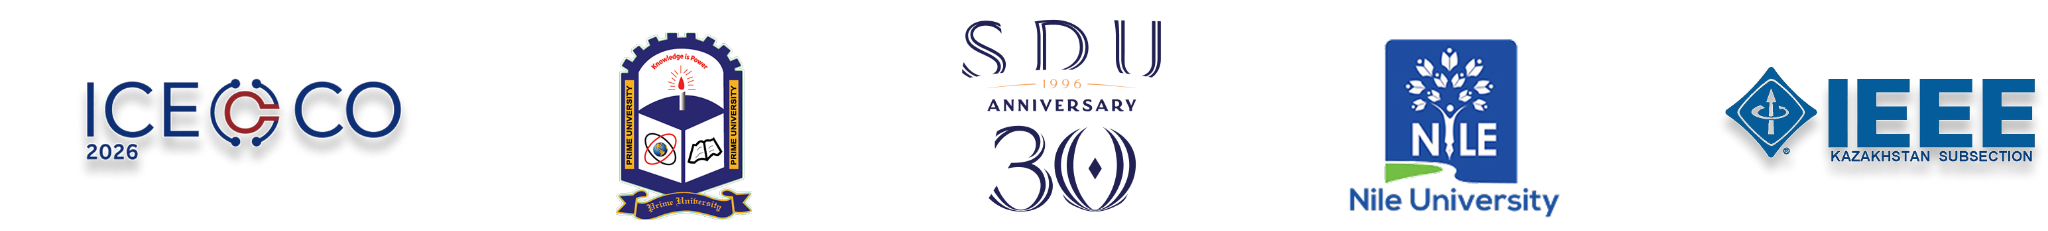 ICECCO
2026
Knowledge is Power
PRIME UNIVERSITY
PRIME UNIVERSITY
Prime University
SDU
1996
ANNIVERSARY
30
NILE
Nile University
IEEE
®
KAZAKHSTAN SUBSECTION